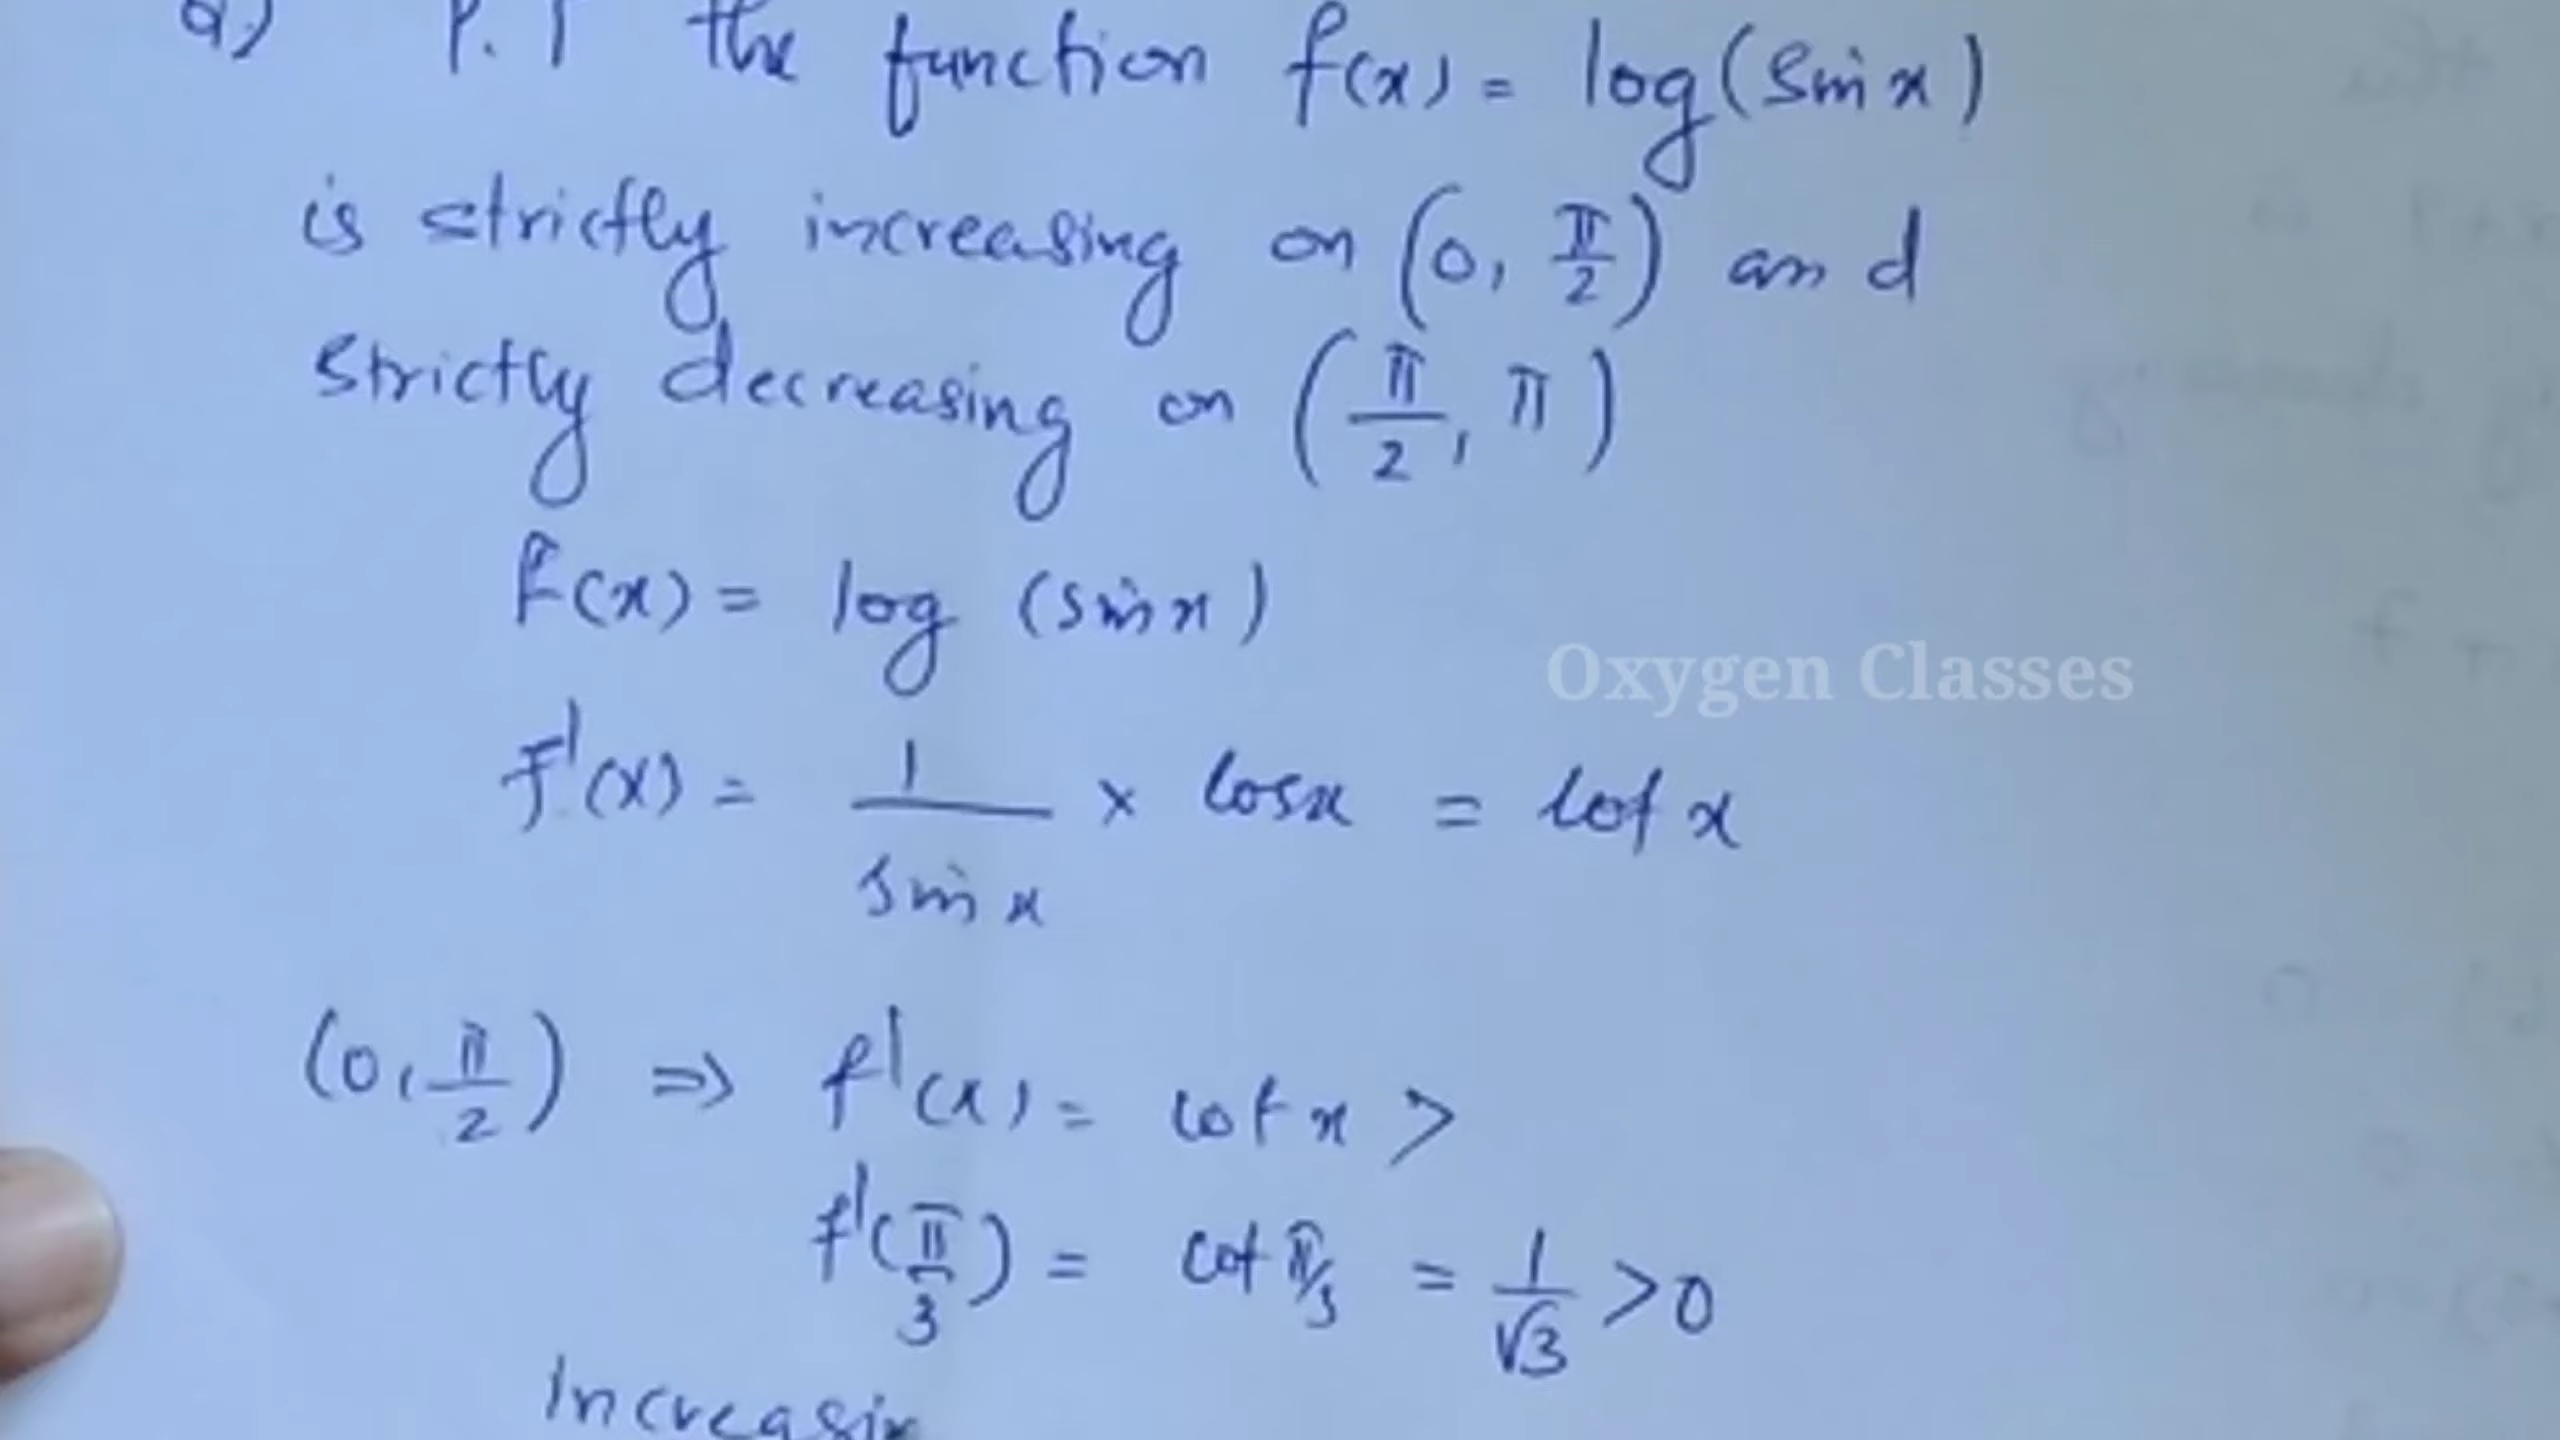 Q) P.T the function f(x) = log(sin x)
is strictly increasing on (0, π/2) and
strictly decreasing on (π/2, π)
f(x) = log (sin x)
Oxygen Classes
f'(x) = 1/sin x × cos x = cot x
(0, π/2) ⇒ f'(x) = cot x >
f'(π/3) = cot π/3 = 1/√3 > 0
Increasin